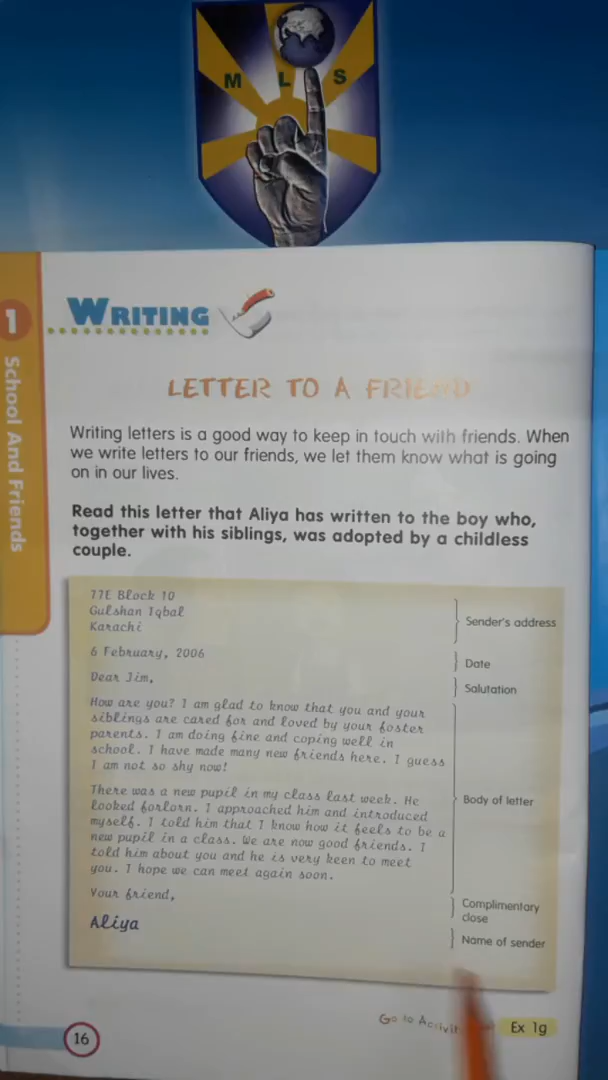 M L S
1
School And Friends
WRITING
LETTER TO A FRIEND
Writing letters is a good way to keep in touch with friends. When
we write letters to our friends, we let them know what is going
on in our lives.
Read this letter that Aliya has written to the boy who,
together with his siblings, was adopted by a childless
couple.
77E Block 10
Gulshan Iqbal
Karachi
Sender's address
6 February, 2006
Date
Dear Jim,
Salutation
How are you? I am glad to know that you and your
siblings are cared for and loved by your foster
parents. I am doing fine and coping well in
school. I have made many new friends here. I guess
I am not so shy now!
There was a new pupil in my class last week. He
looked forlorn. I approached him and introduced
myself. I told him that I know how it feels to be a
new pupil in a class. We are now good friends. I
told him about you and he is very keen to meet
you. I hope we can meet again soon.
Body of letter
Your friend,
Complimentary
close
Aliya
Name of sender
Go to
Ex 1g
16